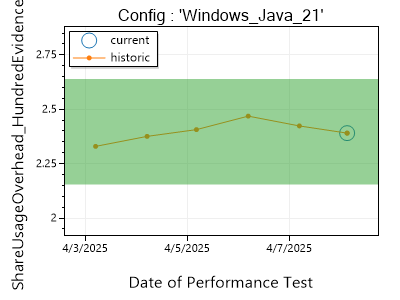 Config : 'Windows_Java_21'
current
historic
ShareUsageOverhead_HundredEvidence
2.75
2.5
2.25
2
4/3/2025
4/5/2025
4/7/2025
Date of Performance Test